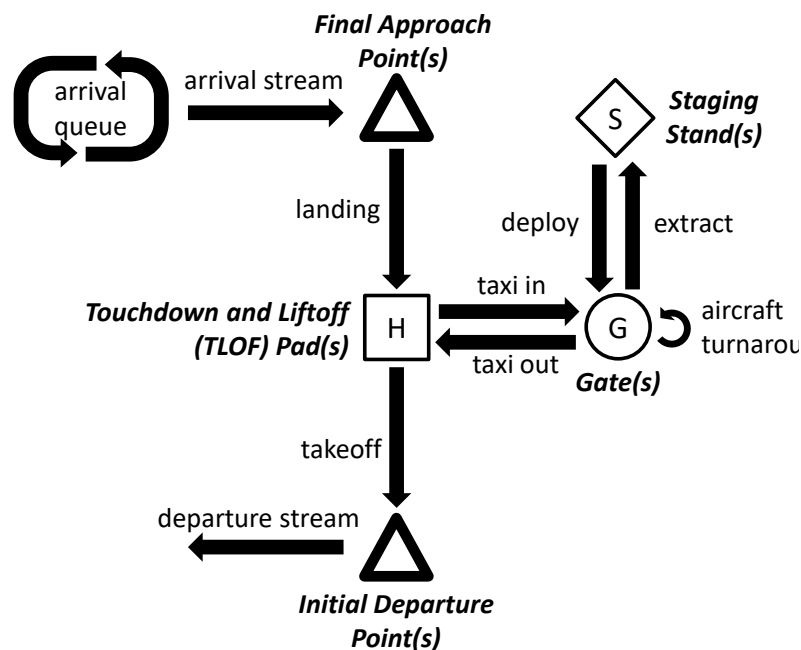 Final Approach
Point(s)
arrival
queue
arrival stream
S
Staging
Stand(s)
landing
deploy
extract
Touchdown and Liftoff
(TLOF) Pad(s)
H
taxi in
taxi out
G
aircraft
turnarou
Gate(s)
takeoff
departure stream
Initial Departure
Point(s)